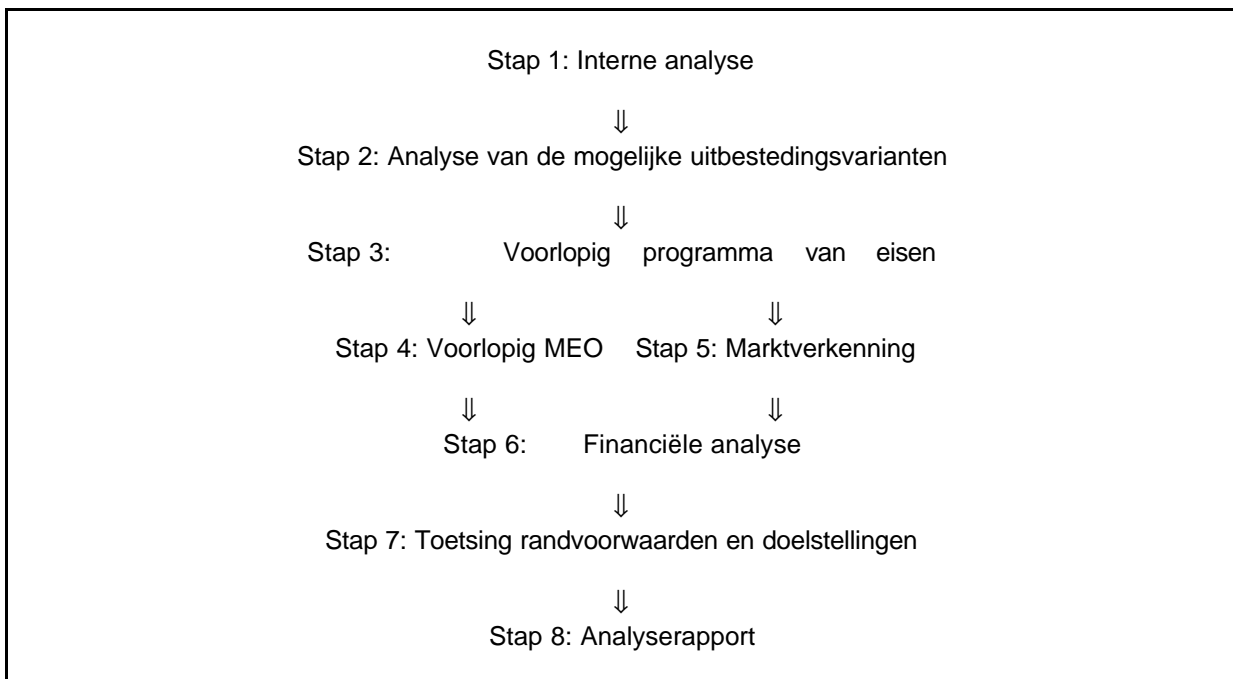 Stap 1: Interne analyse
⇓
Stap 2: Analyse van de mogelijke uitbestedingsvarianten
⇓
Stap 3: Voorlopig programma van eisen
⇓ ⇓
Stap 4: Voorlopig MEO Stap 5: Marktverkenning
⇓ ⇓
Stap 6: Financiële analyse
⇓
Stap 7: Toetsing randvoorwaarden en doelstellingen
⇓
Stap 8: Analyserapport